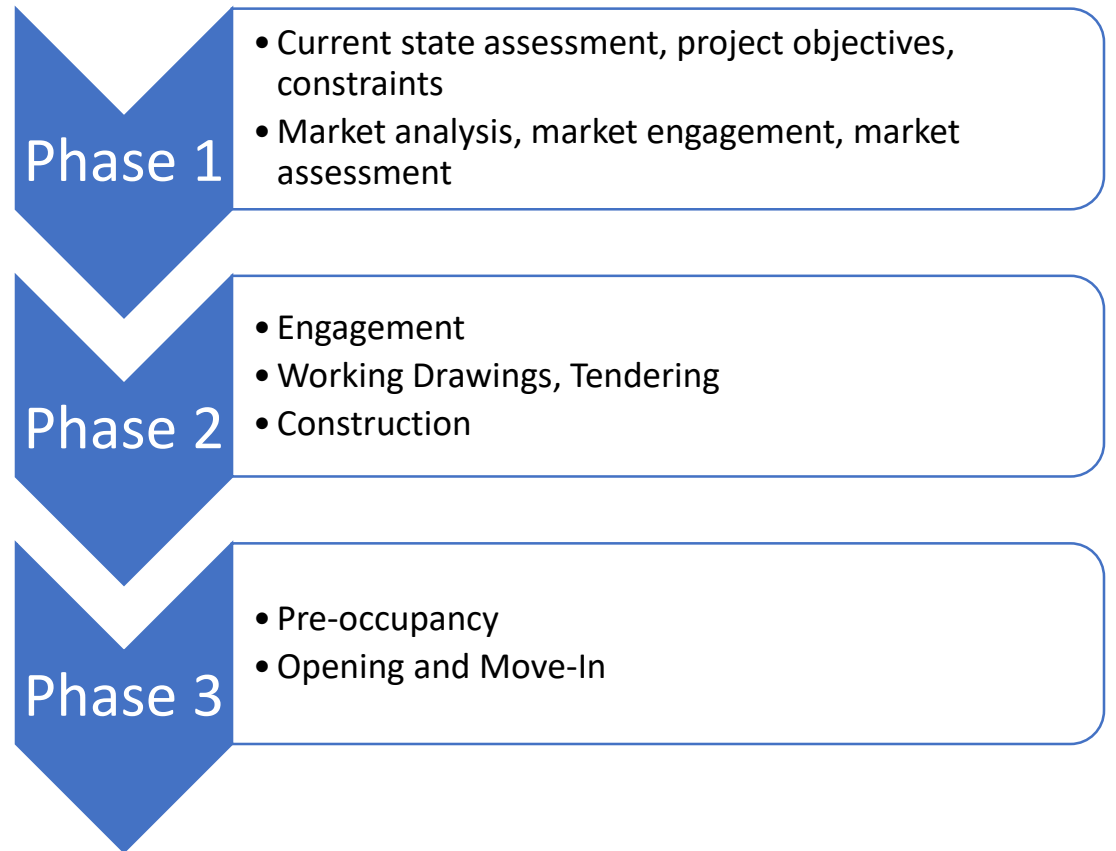 Phase 1
• Current state assessment, project objectives,
constraints
• Market analysis, market engagement, market
assessment
Phase 2
• Engagement
• Working Drawings, Tendering
• Construction
Phase 3
• Pre-occupancy
• Opening and Move-In